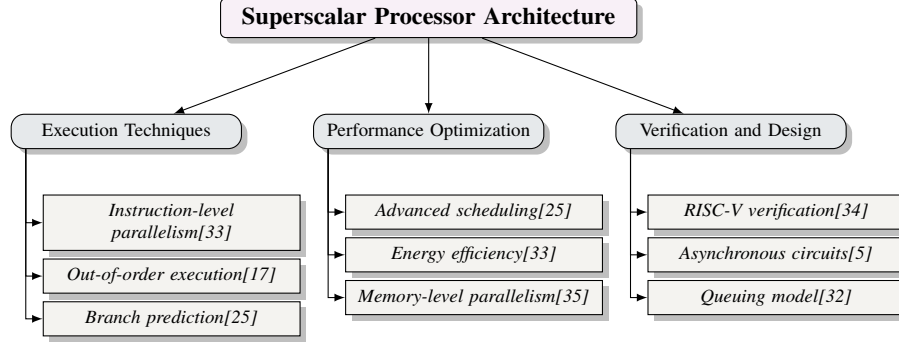 Superscalar Processor Architecture
Execution Techniques
Performance Optimization
Verification and Design
Instruction-level
parallelism[33]
Out-of-order execution[17]
Branch prediction[25]
Advanced scheduling[25]
Energy efficiency[33]
Memory-level parallelism[35]
RISC-V verification[34]
Asynchronous circuits[5]
Queuing model[32]